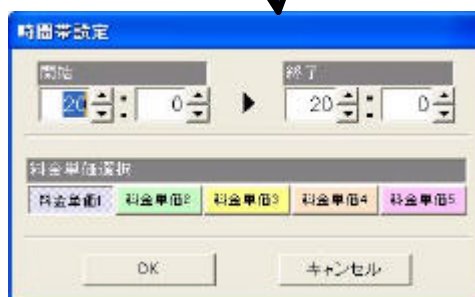 時間帯設定
開始 終了
20 : 0 ▶ 20 : 0
料金単価選択
料金単価1 料金単価2 料金単価3 料金単価4 料金単価5
OK キャンセル